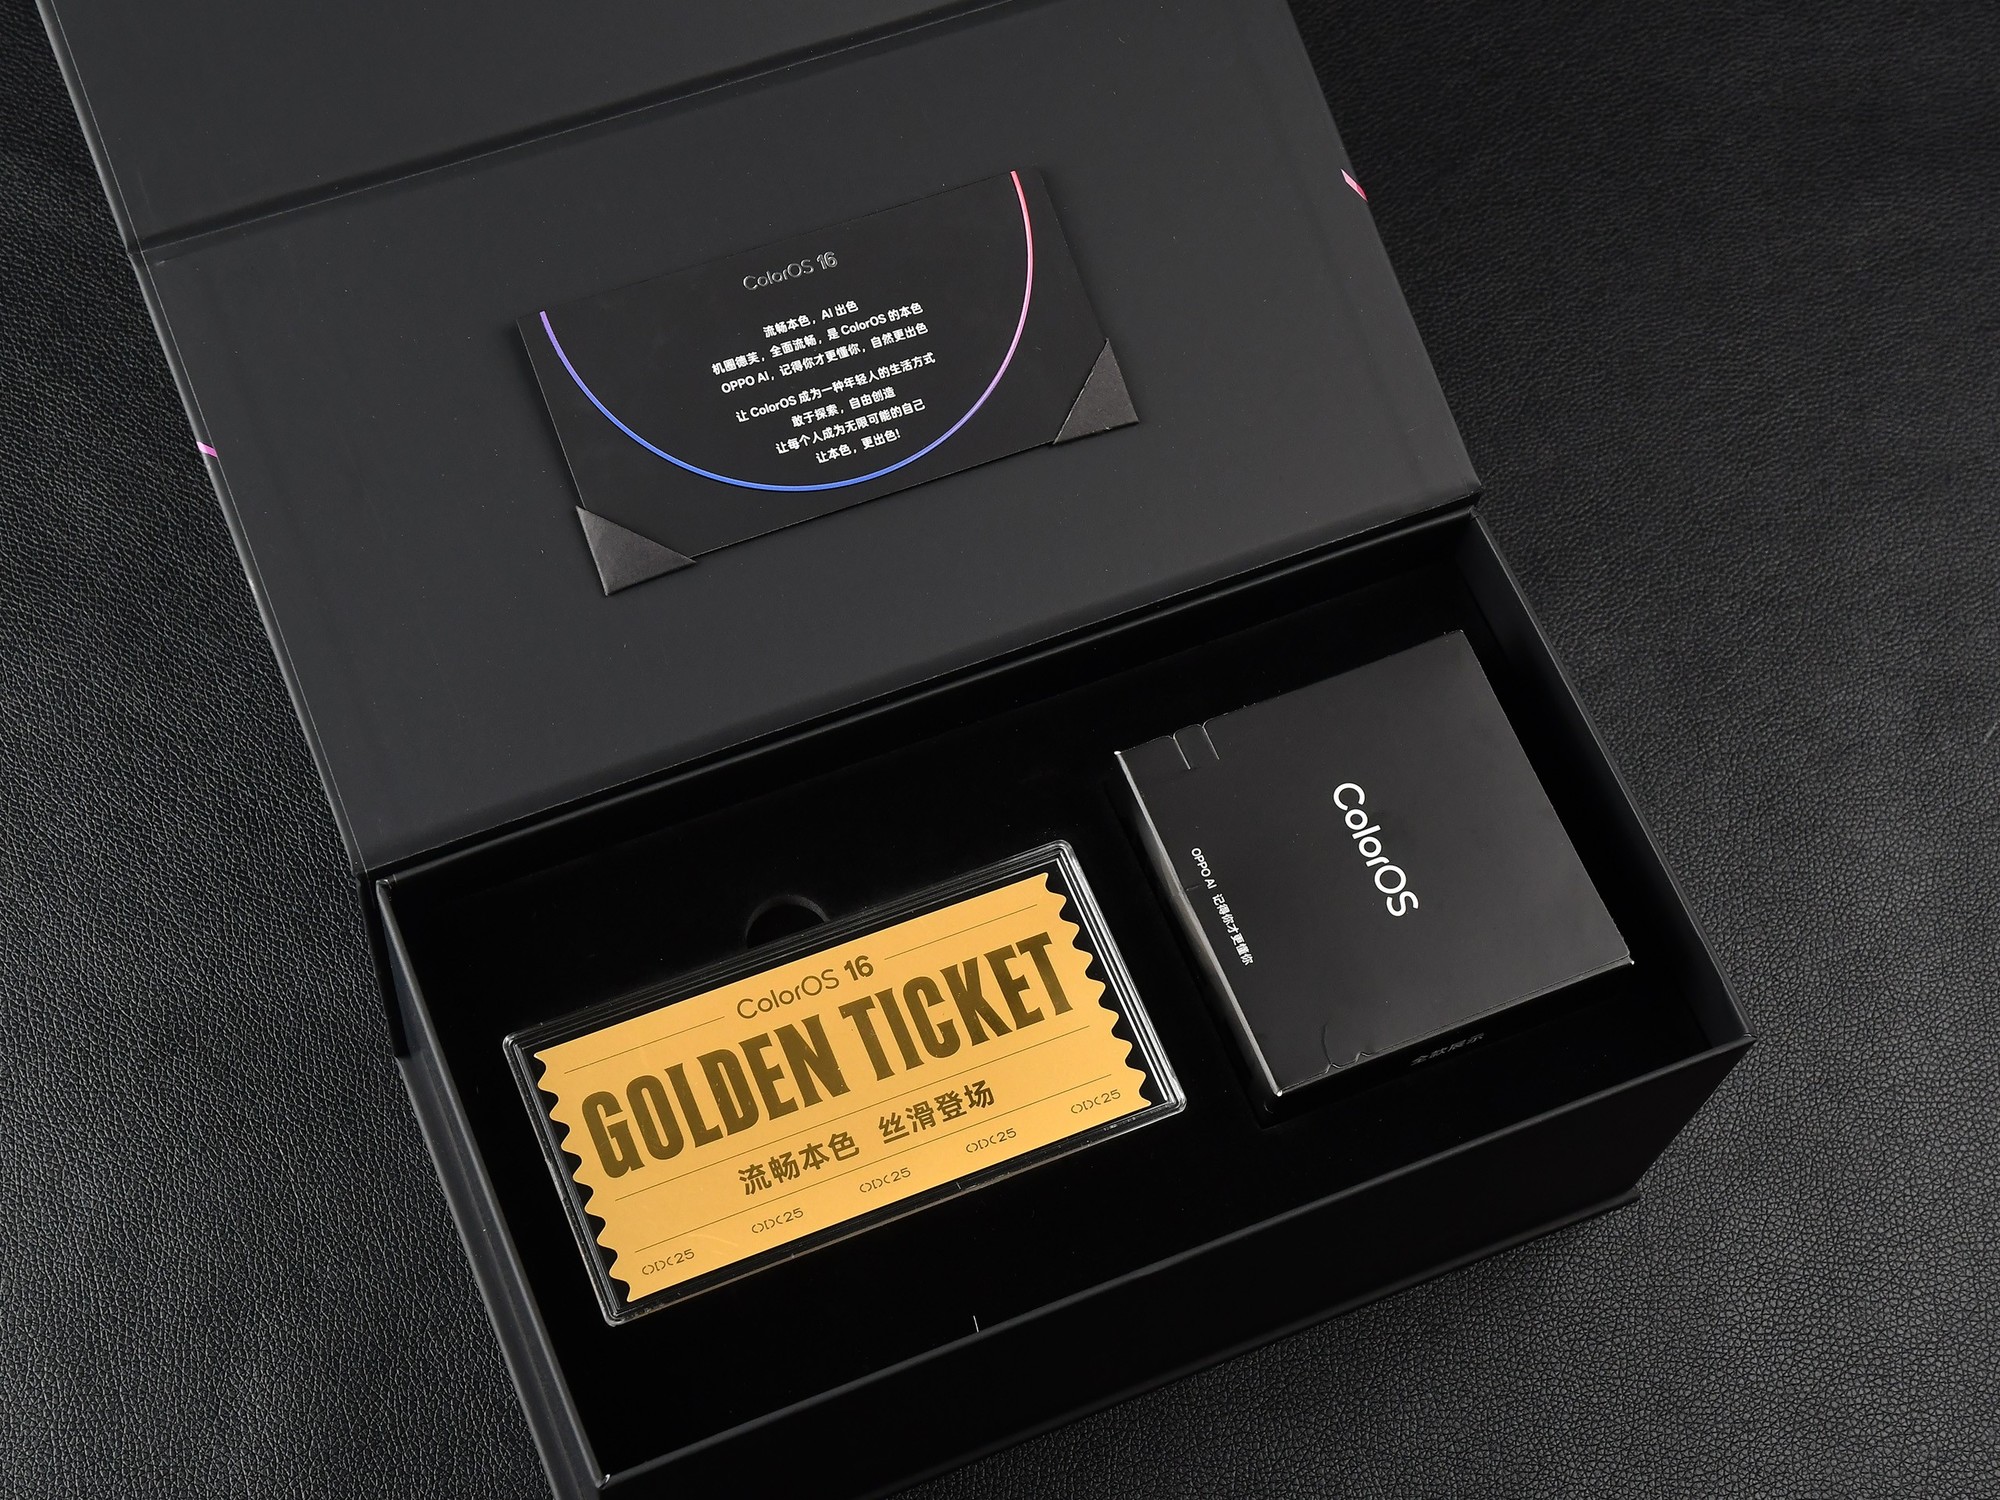 ColorOS 16
流畅本色，AI 出色
机圈德芙，全面流畅，是 ColorOS 的本色
OPPO AI，记得你才更懂你，自然更出色
让 ColorOS 成为一种年轻人的生活方式
敢于探索，自由创造
让每个人成为无限可能的自己
让本色，更出色!
ColorOS 16
GOLDEN TICKET
流畅本色 丝滑登场
ODC25 ODC25 ODC25 ODC25 ODC25
ColorOS
OPPO AI 记得你才更懂你